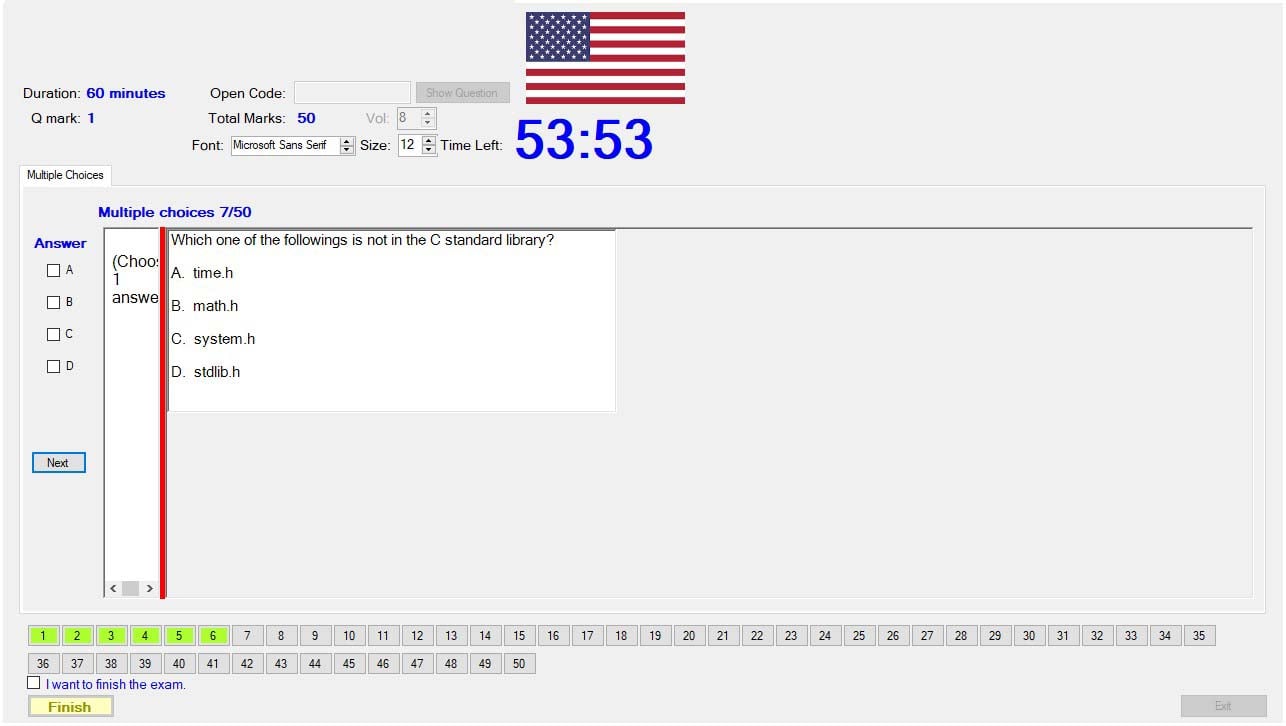 Duration: 60 minutes Open Code: Show Question
Q mark: 1 Total Marks: 50 Vol: 8
Font: Microsoft Sans Serif Size: 12 Time Left: 53:53
Multiple Choices
Multiple choices 7/50
Answer
A
B
C
D
Next
(Choos
1
answe
Which one of the followings is not in the C standard library?
A. time.h
B. math.h
C. system.h
D. stdlib.h
1 2 3 4 5 6 7 8 9 10 11 12 13 14 15 16 17 18 19 20 21 22 23 24 25 26 27 28 29 30 31 32 33 34 35
36 37 38 39 40 41 42 43 44 45 46 47 48 49 50
I want to finish the exam.
Finish Exit